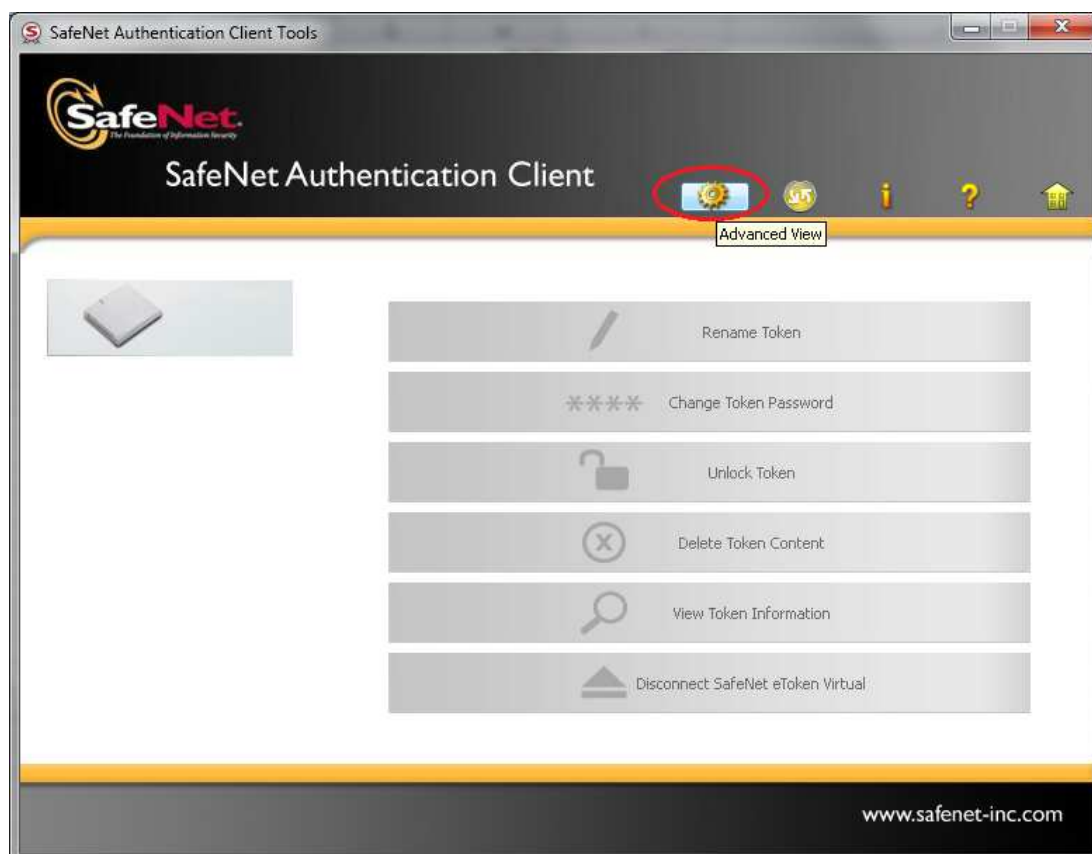 SafeNet Authentication Client Tools
SafeNet.
The Foundation of Information Security
SafeNet Authentication Client
Advanced View
Rename Token
**** Change Token Password
Unlock Token
Delete Token Content
View Token Information
Disconnect SafeNet eToken Virtual
www.safenet-inc.com